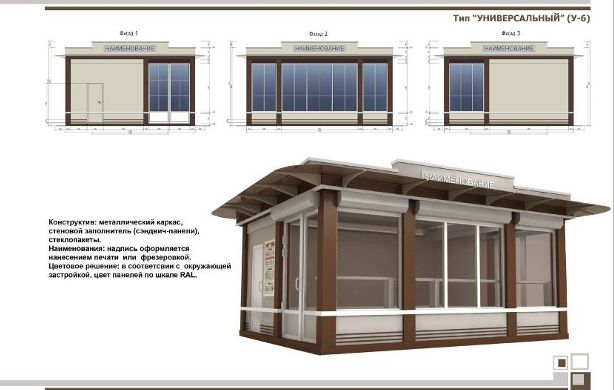 Тип "УНИВЕРСАЛЬНЫЙ" (У-6)
Фасад 1
Фасад 2
Фасад 3
НАИМЕНОВАНИЕ
НАИМЕНОВАНИЕ
НАИМЕНОВАНИЕ
НАИМЕНОВАНИЕ
Конструктив: металлический каркас,
стеновой заполнитель (сэндвич-панели),
стеклопакеты.
Наименования: надпись оформляется
нанесением печати или фрезеровкой.
Цветовое решение: в соответсвии с окружающей
застройкой, цвет панелей по шкале RAL.